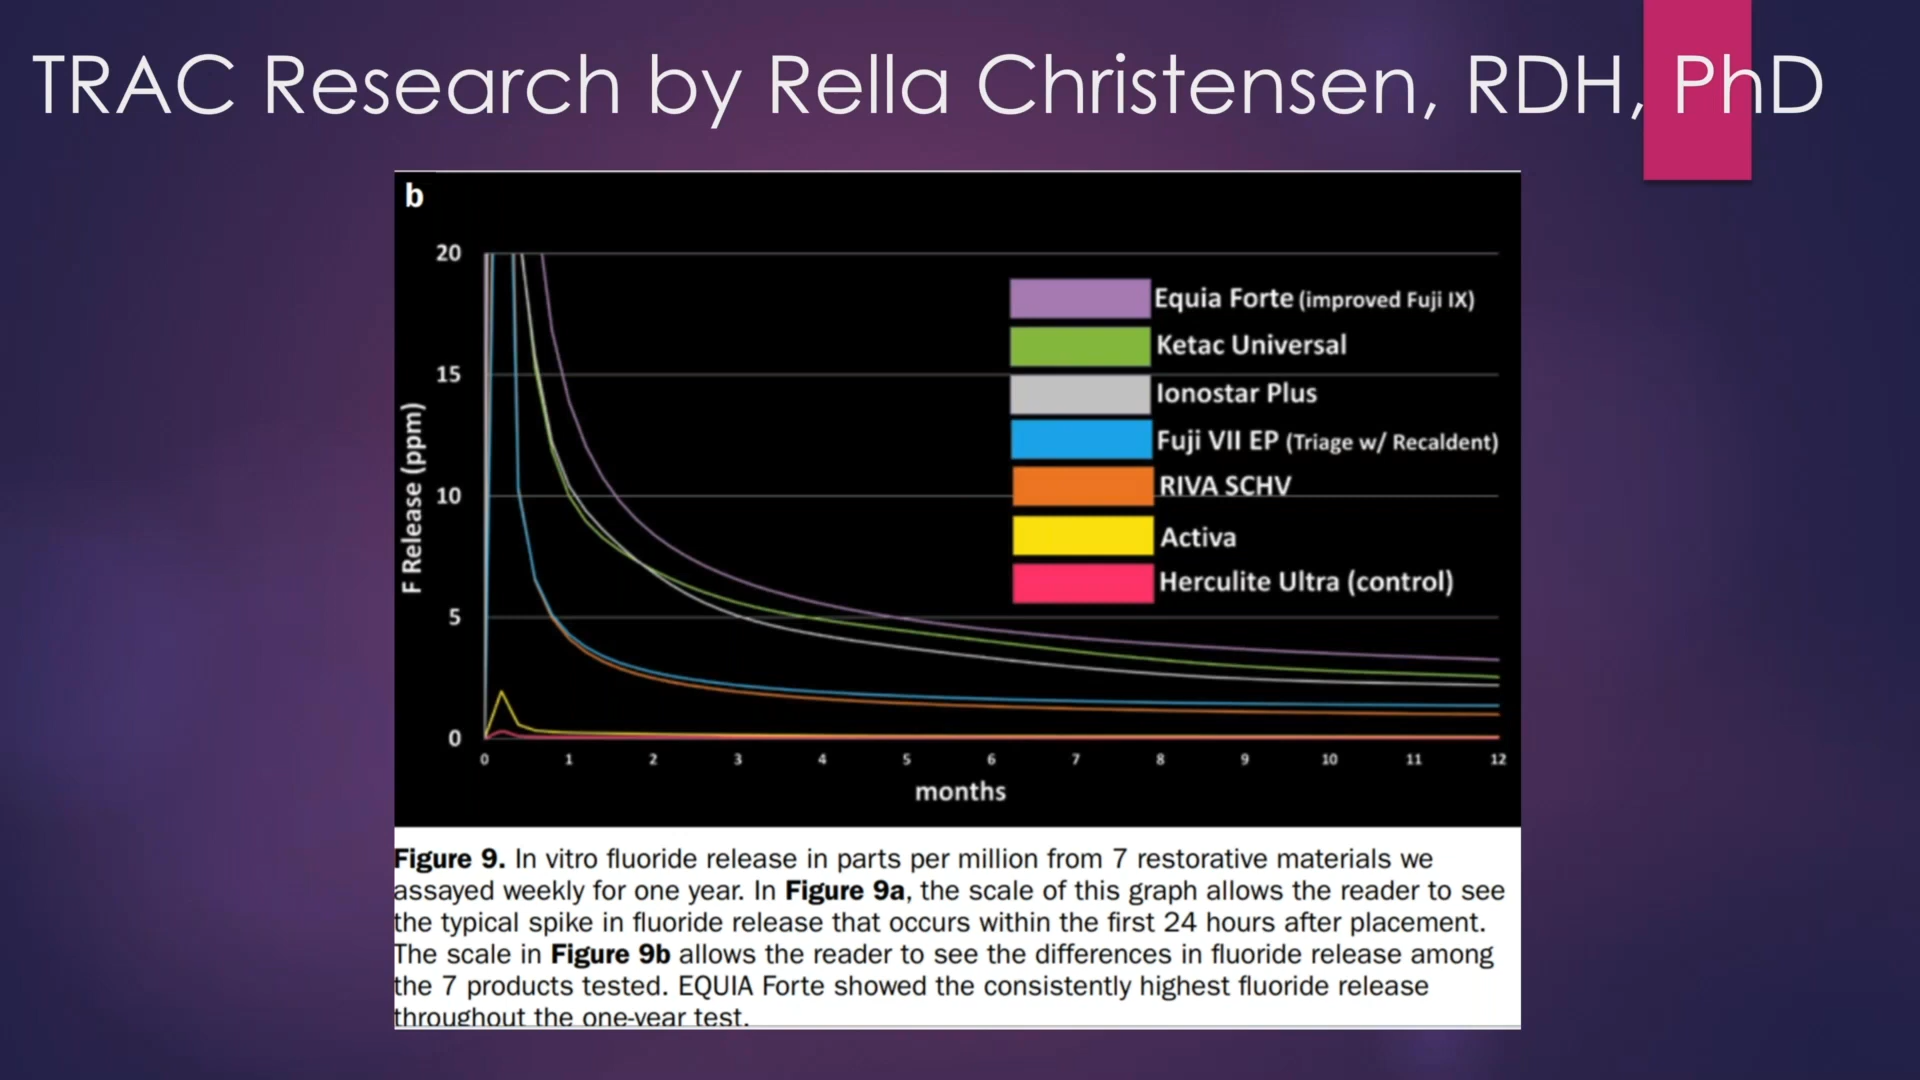 TRAC Research by Rella Christensen, RDH, PhD
b
20
15
10
5
0
F Release (ppm)
Equia Forte (improved Fuji IX)
Ketac Universal
Ionostar Plus
Fuji VII EP (Triage w/ Recaldent)
RIVA SCHV
Activa
Herculite Ultra (control)
0 1 2 3 4 5 6 7 8 9 10 11 12
months
Figure 9. In vitro fluoride release in parts per million from 7 restorative materials we
assayed weekly for one year. In Figure 9a, the scale of this graph allows the reader to see
the typical spike in fluoride release that occurs within the first 24 hours after placement.
The scale in Figure 9b allows the reader to see the differences in fluoride release among
the 7 products tested. EQUIA Forte showed the consistently highest fluoride release
throughout the one-year test.